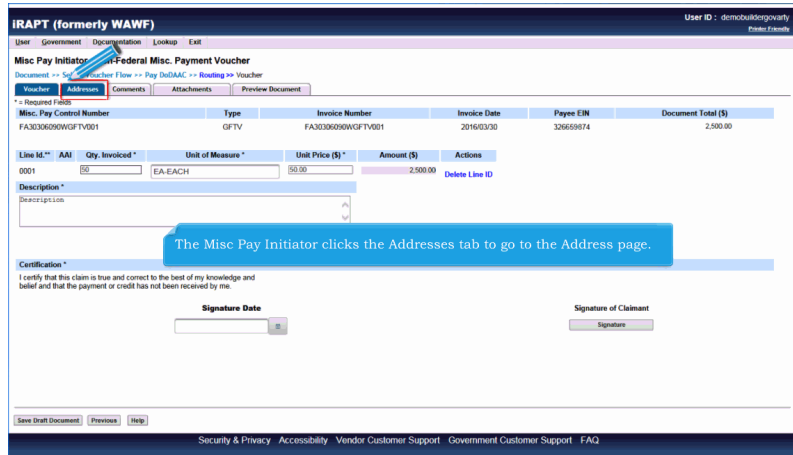 iRAPT (formerly WAWF)
User ID : demobuildergovarty
Printer Friendly
User Government Documentation Lookup Exit
Misc Pay Initiator -Federal Misc. Payment Voucher
Document >> Voucher Flow >> Pay DoDAAC >> Routing >> Voucher
Voucher Addresses Comments Attachments Preview Document
* = Required Fields
Misc. Pay Control Number Type Invoice Number Invoice Date Payee EIN Document Total ($)
FA30306090WGFTV001 GFTV FA30306090WGFTV001 2016/03/30 326659874 2,500.00
Line Id.** AAI Qty. Invoiced * Unit of Measure * Unit Price ($) * Amount ($) Actions
0001 50 EA-EACH 50.00 2,500.00 Delete Line ID
Description *
Description
The Misc Pay Initiator clicks the Addresses tab to go to the Address page.
Certification *
I certify that this claim is true and correct to the best of my knowledge and
belief and that the payment or credit has not been received by me.
Signature Date Signature of Claimant
Signature
Save Draft Document Previous Help
Security & Privacy Accessibility Vendor Customer Support Government Customer Support FAQ